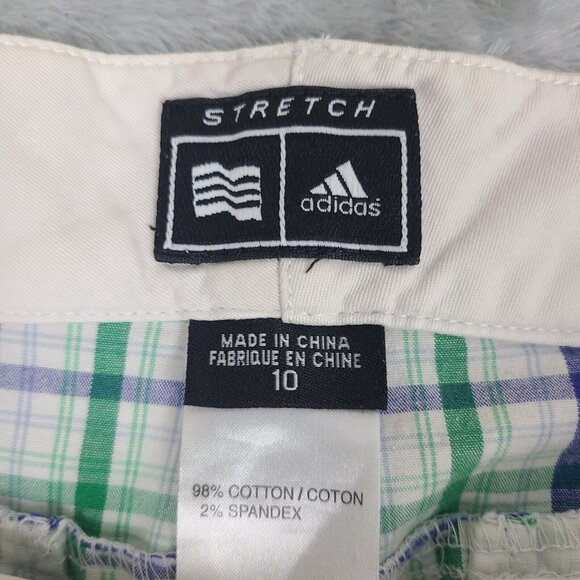 STRETCH
adidas
MADE IN CHINA
FABRIQUE EN CHINE
10
98% COTTON / COTON
2% SPANDEX